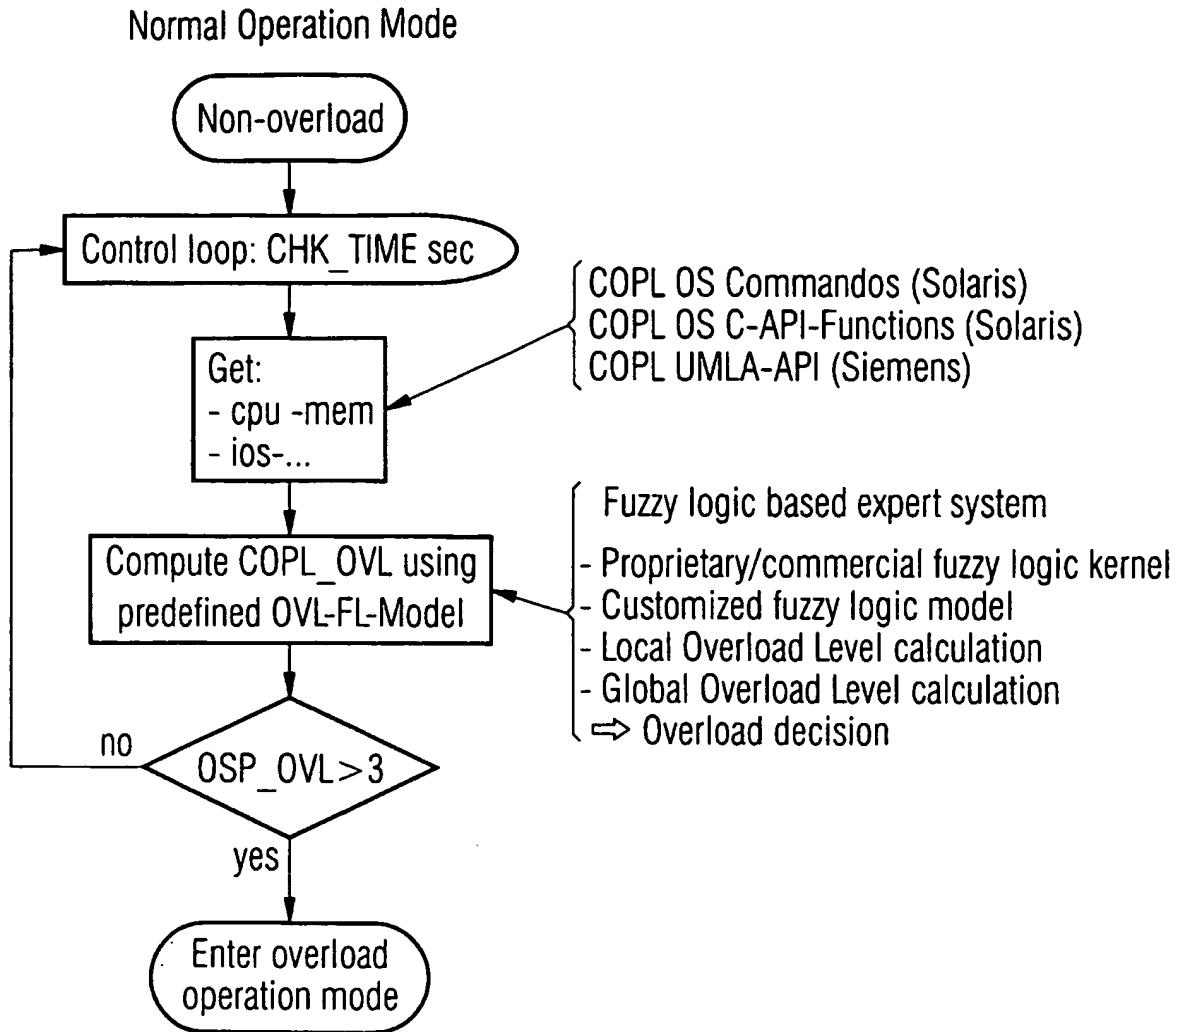 Normal Operation Mode
Non-overload
Control loop: CHK_TIME sec
COPL OS Commandos (Solaris)
COPL OS C-API-Functions (Solaris)
COPL UMLA-API (Siemens)
Get:
- cpu -mem
- ios-...
Fuzzy logic based expert system
- Proprietary/commercial fuzzy logic kernel
- Customized fuzzy logic model
- Local Overload Level calculation
- Global Overload Level calculation
⇨ Overload decision
Compute COPL_OVL using
predefined OVL-FL-Model
no
OSP_OVL>3
yes
Enter overload
operation mode